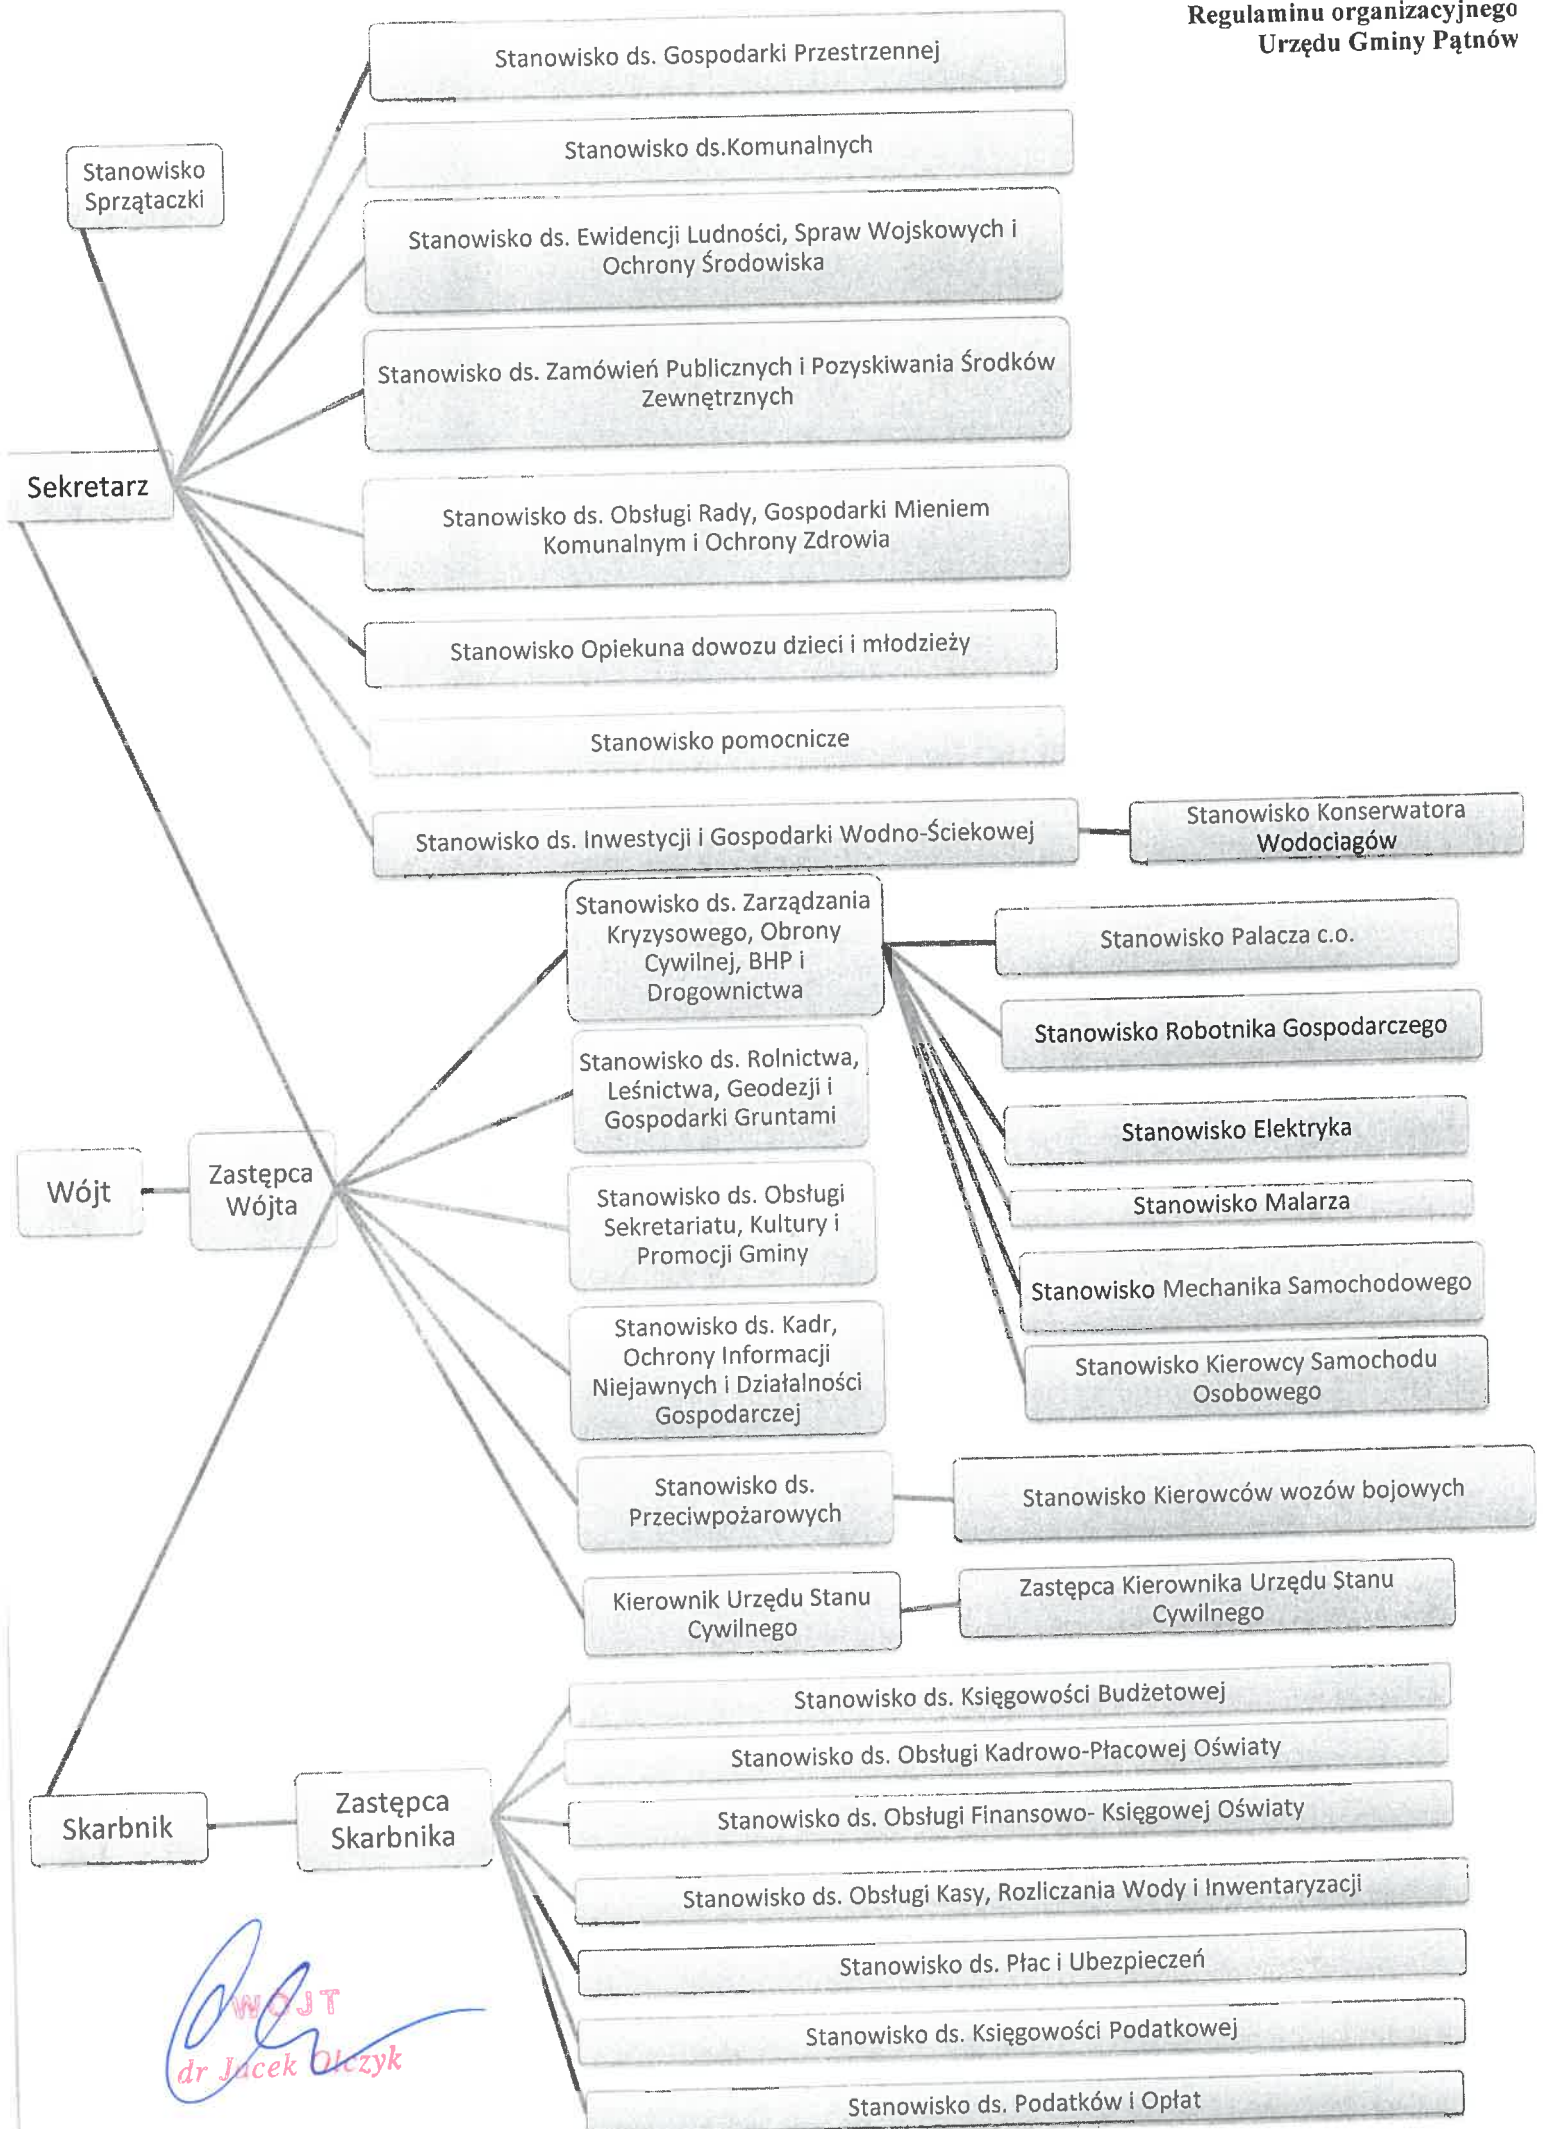 Regulaminu organizacyjnego
Urzędu Gminy Pątnów
Stanowisko ds. Gospodarki Przestrzennej
Stanowisko ds.Komunalnych
Stanowisko
Sprzątaczki
Stanowisko ds. Ewidencji Ludności, Spraw Wojskowych i
Ochrony Środowiska
Stanowisko ds. Zamówień Publicznych i Pozyskiwania Środków
Zewnętrznych
Sekretarz
Stanowisko ds. Obsługi Rady, Gospodarki Mieniem
Komunalnym i Ochrony Zdrowia
Stanowisko Opiekuna dowozu dzieci i młodzieży
Stanowisko pomocnicze
Stanowisko ds. Inwestycji i Gospodarki Wodno-Ściekowej
Stanowisko Konserwatora
Wodociagów
Stanowisko ds. Zarządzania
Kryzysowego, Obrony
Cywilnej, BHP i
Drogownictwa
Stanowisko Palacza c.o.
Stanowisko Robotnika Gospodarczego
Stanowisko Elektryka
Stanowisko Malarza
Stanowisko Mechanika Samochodowego
Stanowisko Kierowcy Samochodu
Osobowego
Stanowisko ds. Rolnictwa,
Leśnictwa, Geodezji i
Gospodarki Gruntami
Wójt
Zastępca
Wójta
Stanowisko ds. Obsługi
Sekretariatu, Kultury i
Promocji Gminy
Stanowisko ds. Kadr,
Ochrony Informacji
Niejawnych i Działalności
Gospodarczej
Stanowisko ds.
Przeciwpożarowych
Stanowisko Kierowców wozów bojowych
Kierownik Urzędu Stanu
Cywilnego
Zastępca Kierownika Urzędu Stanu
Cywilnego
Skarbnik
Zastępca
Skarbnika
Stanowisko ds. Księgowości Budżetowej
Stanowisko ds. Obsługi Kadrowo-Płacowej Oświaty
Stanowisko ds. Obsługi Finansowo- Księgowej Oświaty
Stanowisko ds. Obsługi Kasy, Rozliczania Wody i Inwentaryzacji
Stanowisko ds. Płac i Ubezpieczeń
Stanowisko ds. Księgowości Podatkowej
Stanowisko ds. Podatków i Opłat
WÓJT
dr Jacek Olczyk